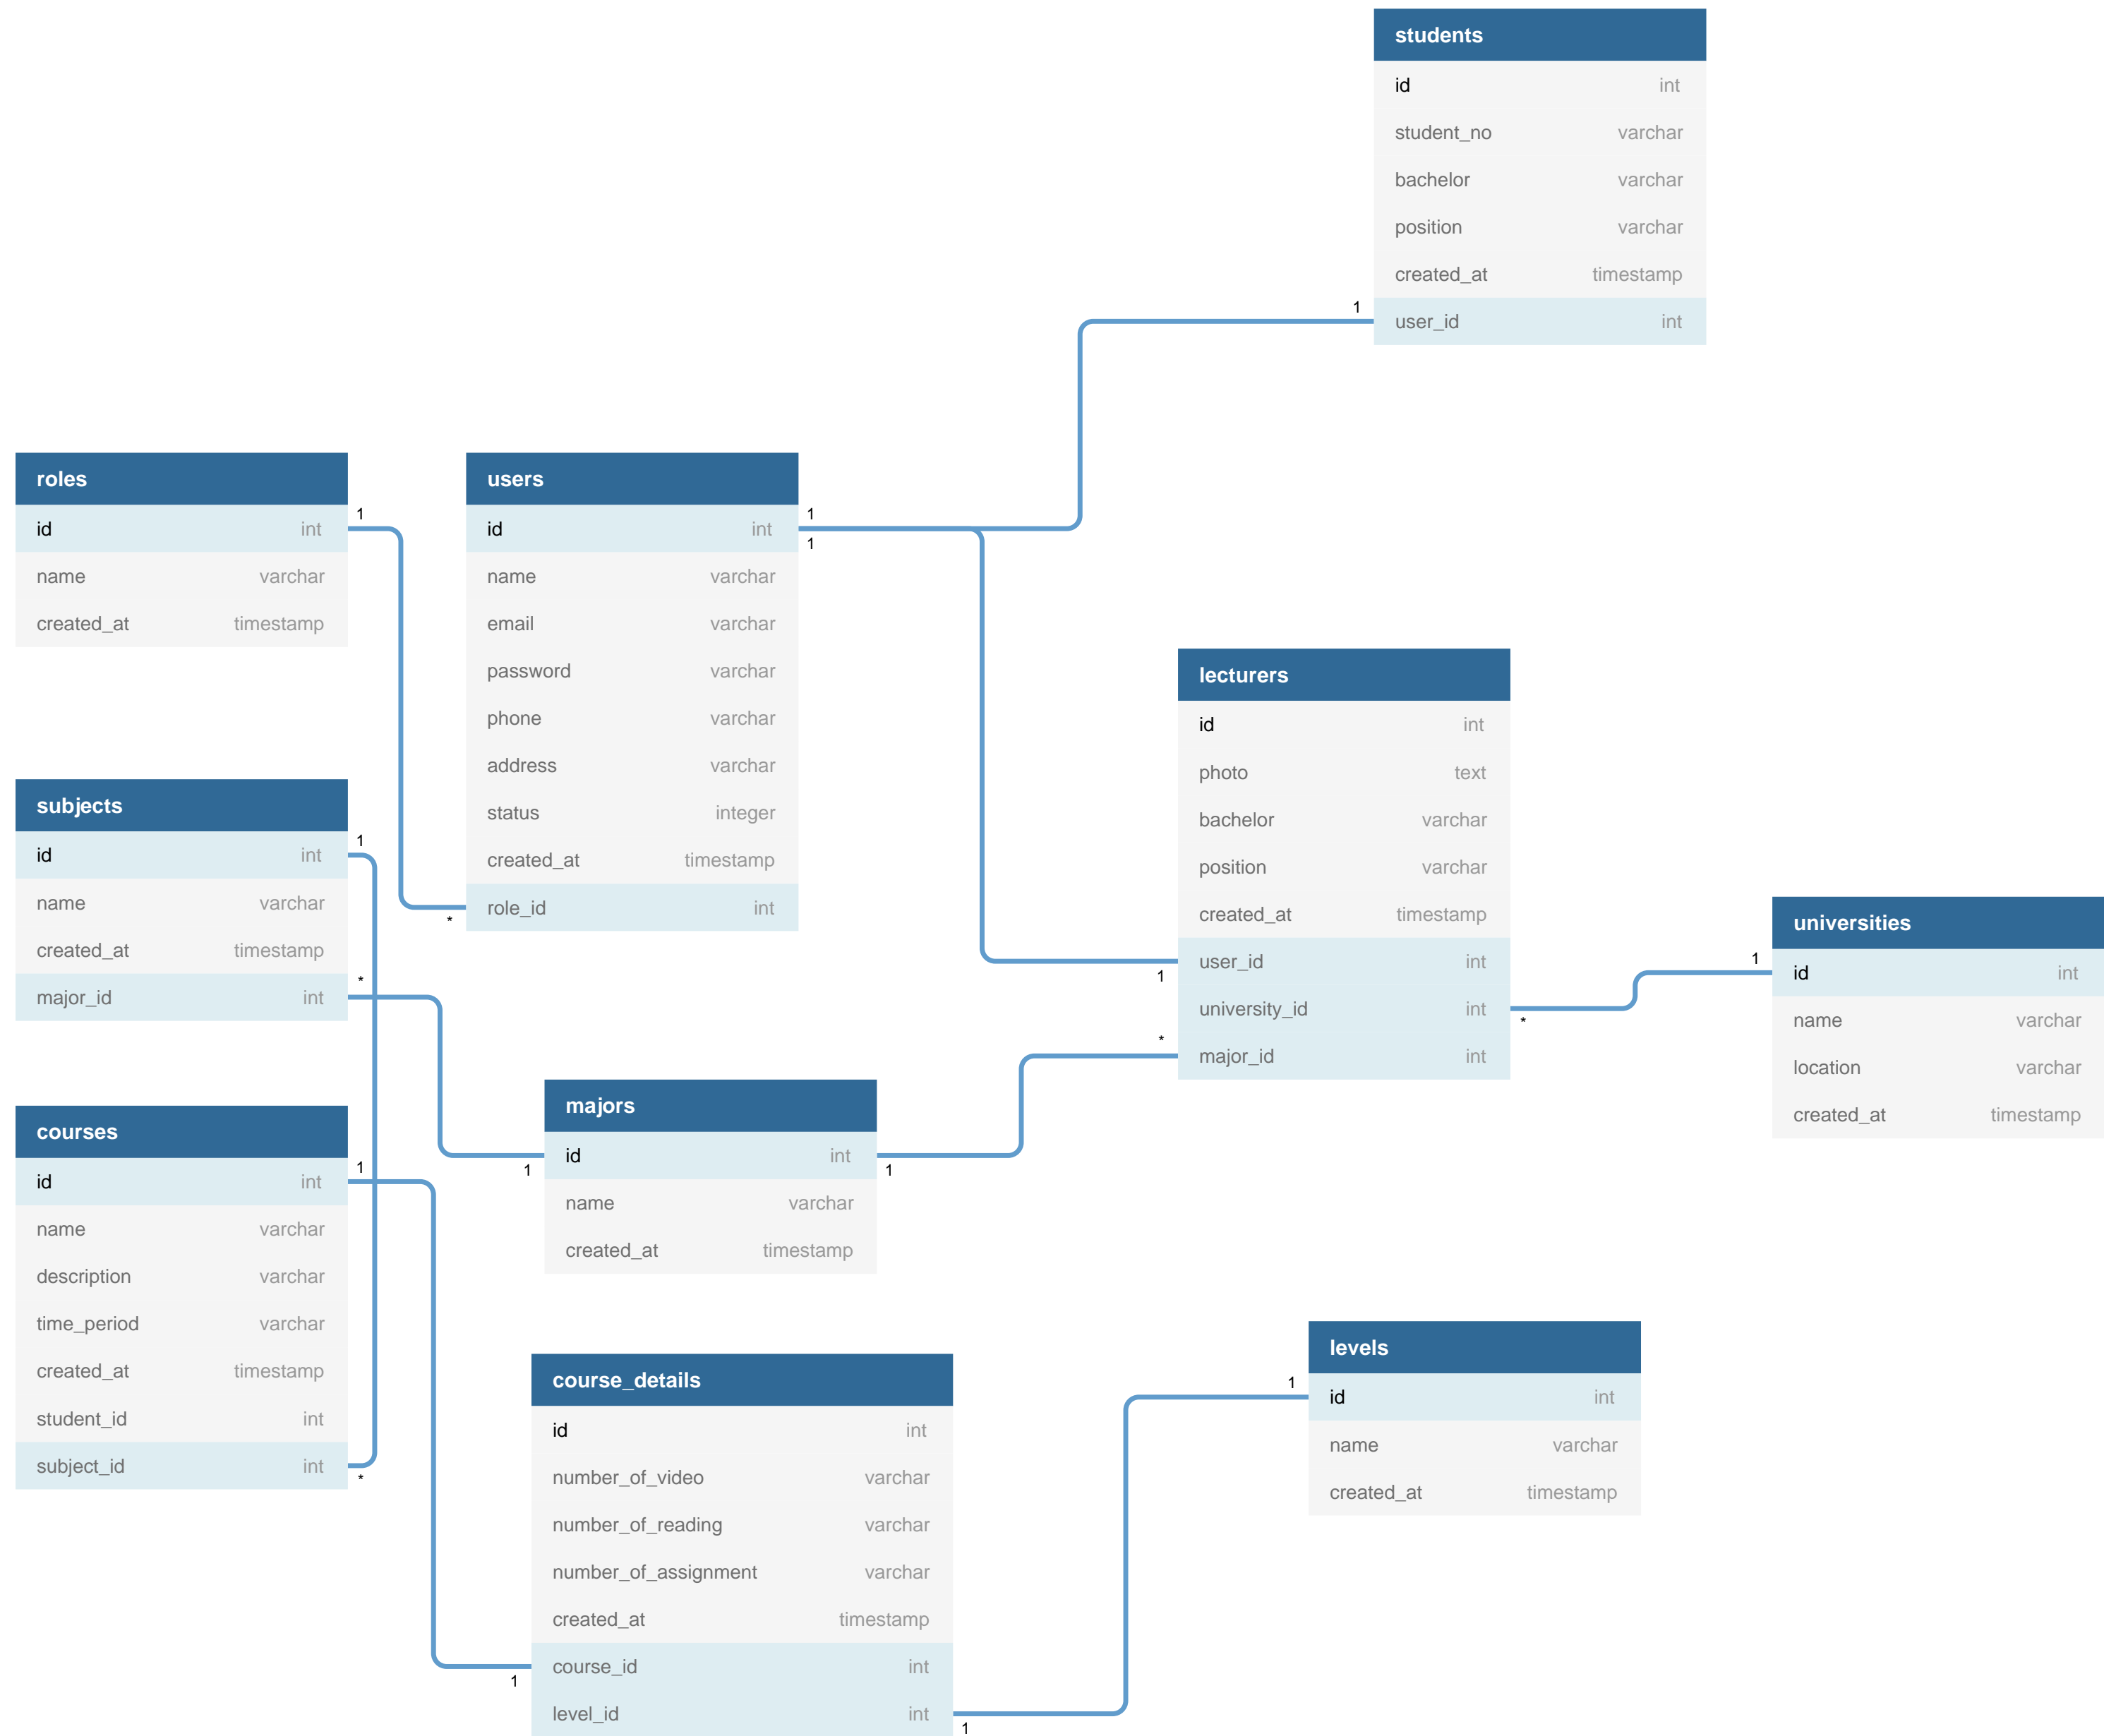 students
id int
student_no varchar
bachelor varchar
position varchar
created_at timestamp
1
user_id int
roles
1
id int
name varchar
created_at timestamp
users
1
id int
1
name varchar
email varchar
password varchar
phone varchar
address varchar
status integer
created_at timestamp
role_id int
*
lecturers
id int
photo text
bachelor varchar
position varchar
created_at timestamp
user_id int
1
university_id int
*
*
major_id int
universities
1
id int
name varchar
location varchar
created_at timestamp
subjects
1
id int
name varchar
created_at timestamp
*
major_id int
majors
id int
1 1
name varchar
created_at timestamp
courses
1
id int
name varchar
description varchar
time_period varchar
created_at timestamp
student_id int
subject_id int
*
course_details
id int
number_of_video varchar
number_of_reading varchar
number_of_assignment varchar
created_at timestamp
course_id int
1
level_id int
1
levels
1
id int
name varchar
created_at timestamp